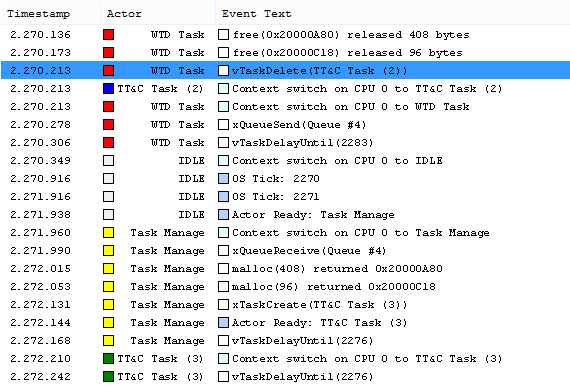 Timestamp Actor Event Text
2.270.136 WTD Task free(0x20000A80) released 408 bytes
2.270.173 WTD Task free(0x20000C18) released 96 bytes
2.270.213 WTD Task vTaskDelete(TT&C Task (2))
2.270.213 TT&C Task (2) Context switch on CPU 0 to TT&C Task (2)
2.270.213 WTD Task Context switch on CPU 0 to WTD Task
2.270.278 WTD Task xQueueSend(Queue #4)
2.270.306 WTD Task vTaskDelayUntil(2283)
2.270.349 IDLE Context switch on CPU 0 to IDLE
2.270.916 IDLE OS Tick: 2270
2.271.916 IDLE OS Tick: 2271
2.271.938 IDLE Actor Ready: Task Manage
2.271.960 Task Manage Context switch on CPU 0 to Task Manage
2.271.990 Task Manage xQueueReceive(Queue #4)
2.272.015 Task Manage malloc(408) returned 0x20000A80
2.272.053 Task Manage malloc(96) returned 0x20000C18
2.272.131 Task Manage xTaskCreate(TT&C Task (3))
2.272.144 Task Manage Actor Ready: TT&C Task (3)
2.272.168 Task Manage vTaskDelayUntil(2276)
2.272.210 TT&C Task (3) Context switch on CPU 0 to TT&C Task (3)
2.272.242 TT&C Task (3) vTaskDelayUntil(2276)